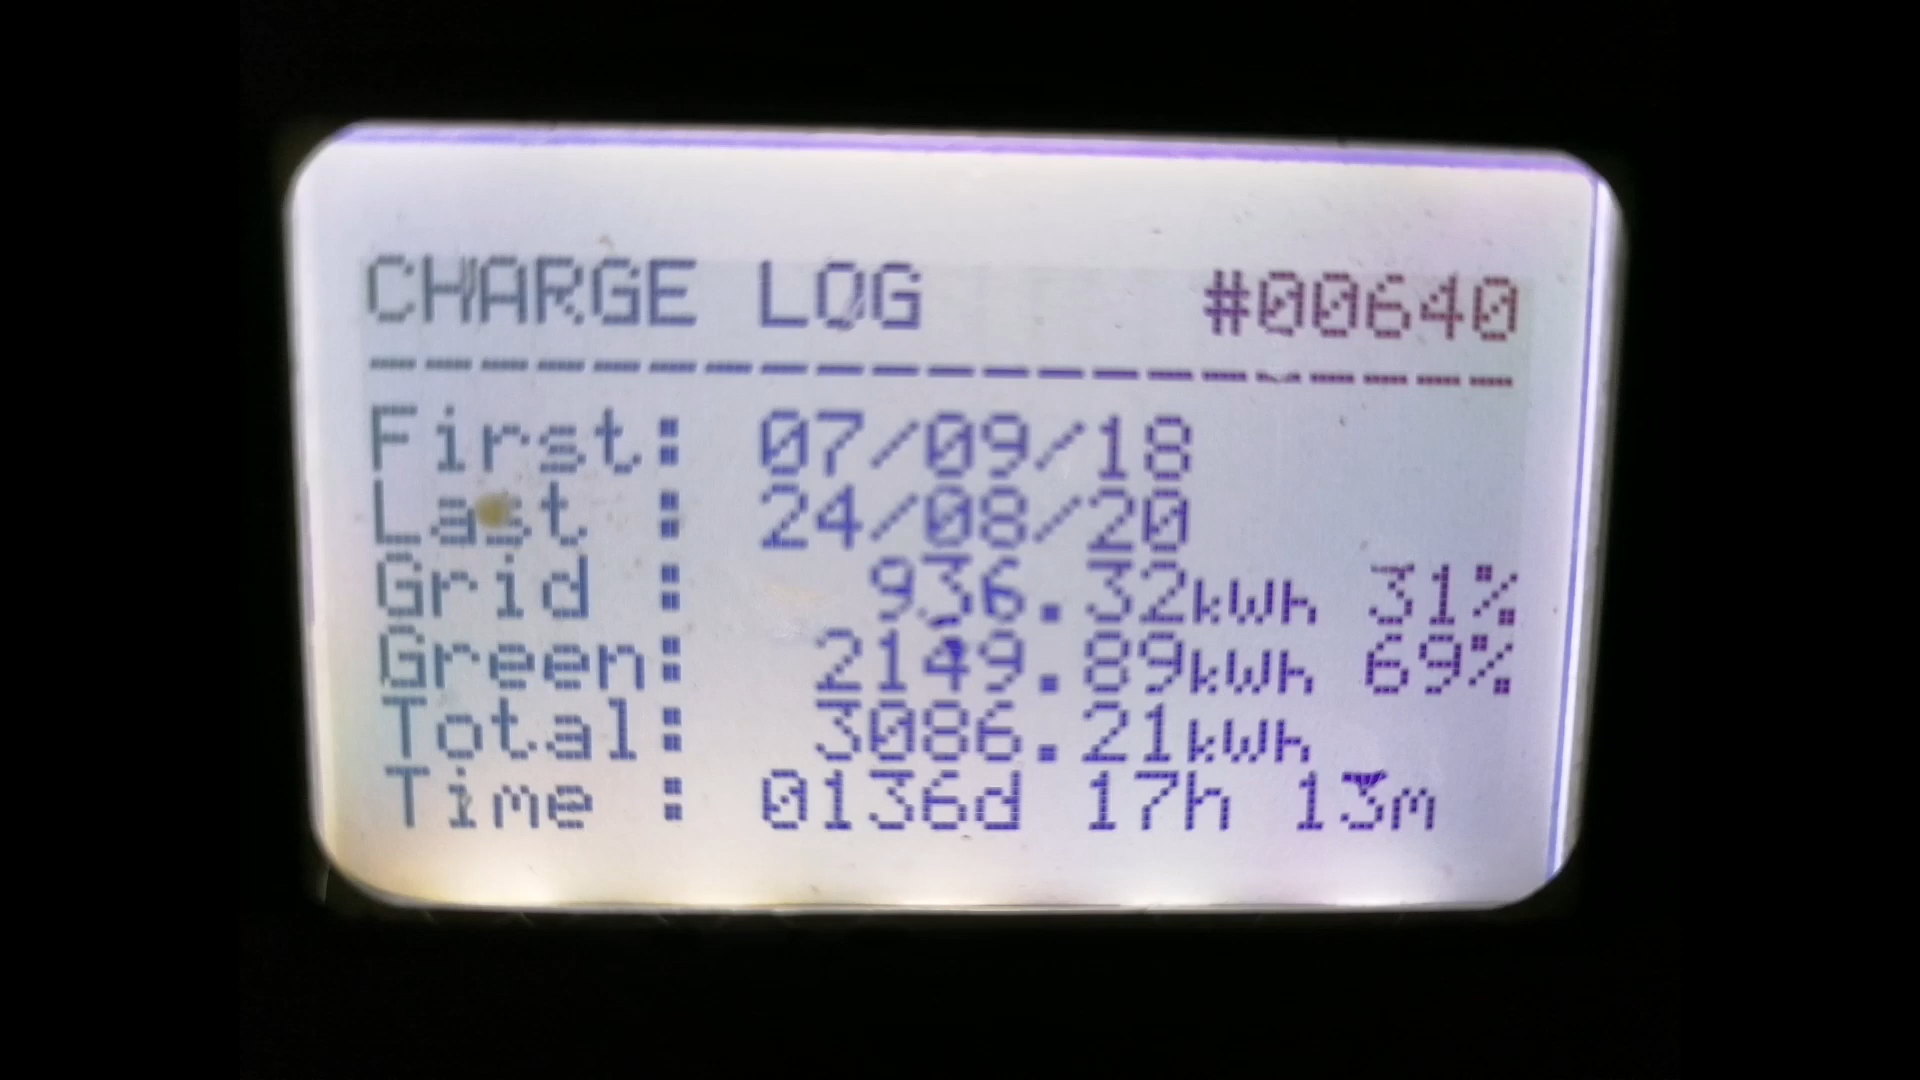 CHARGE LOG #00640
--------------------- 
First: 07/09/18
Last : 24/08/20
Grid : 936.32kWh 31%
Green: 2149.89kWh 69%
Total: 3086.21kWh
Time : 0136d 17h 13m